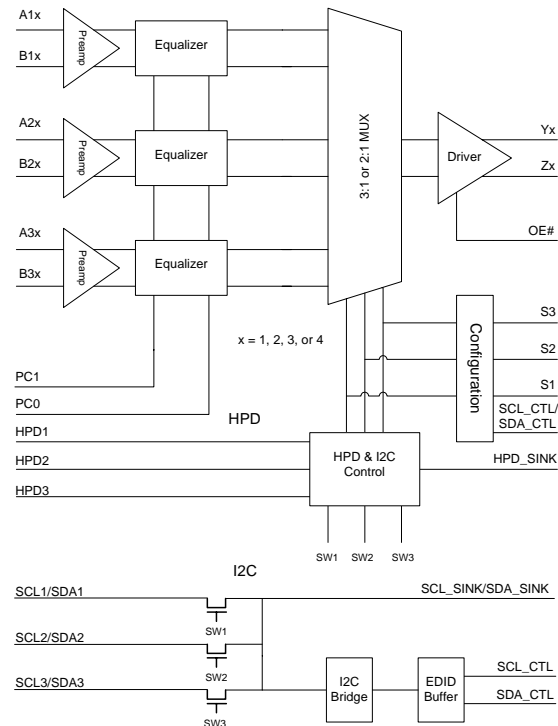 A1x
B1x
Preamp
Equalizer
A2x
B2x
Preamp
Equalizer
A3x
B3x
Preamp
Equalizer
3:1 or 2:1 MUX
Driver
Yx
Zx
OE#
x = 1, 2, 3, or 4
Configuration
S3
S2
S1
SCL_CTL/
SDA_CTL
PC1
PC0
HPD
HPD1
HPD2
HPD3
HPD & I2C
Control
HPD_SINK
SW1
SW2
SW3
I2C
SCL1/SDA1
SW1
SCL_SINK/SDA_SINK
SCL2/SDA2
SW2
SCL3/SDA3
SW3
I2C
Bridge
EDID
Buffer
SCL_CTL
SDA_CTL